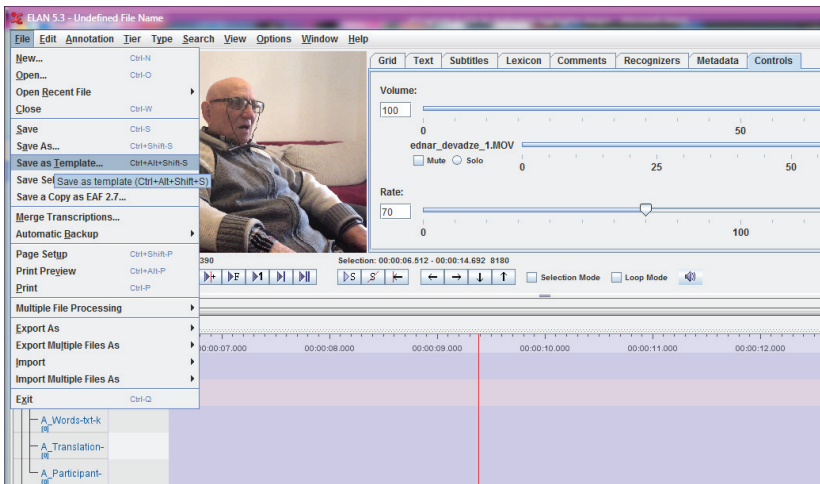 ELAN 5.3 - Undefined File Name
File Edit Annotation Tier Type Search View Options Window Help
New... Ctrl-N
Open... Ctrl-O
Open Recent File
Close Ctrl-W
Save Ctrl-S
Save As... Ctrl+Shift-S
Save as Template... Ctrl+Alt+Shift-S
Save Sel
Save as template (Ctrl+Alt+Shift+S)
Save a Copy as EAF 2.7...
Merge Transcriptions...
Automatic Backup
Page Setup Ctrl+Shift-P
Print Preview Ctrl+Alt-P
Print Ctrl-P
Multiple File Processing
Export As
Export Multiple Files As
Import
Import Multiple Files As
Exit Ctrl-Q
Grid Text Subtitles Lexicon Comments Recognizers Metadata Controls
Volume:
100
0 50
ednar_devadze_1.MOV
Mute Solo
0 25 50
Rate:
70
0 100
390 Selection: 00:00:06.512 - 00:00:14.692 8180
F 1 S S Selection Mode Loop Mode
00:00:07.000 00:00:08.000 00:00:09.000 00:00:10.000 00:00:11.000 00:00:12.000
A_Words-txt-k
[0]
A_Translation-
[0]
A_Participant-
[0]